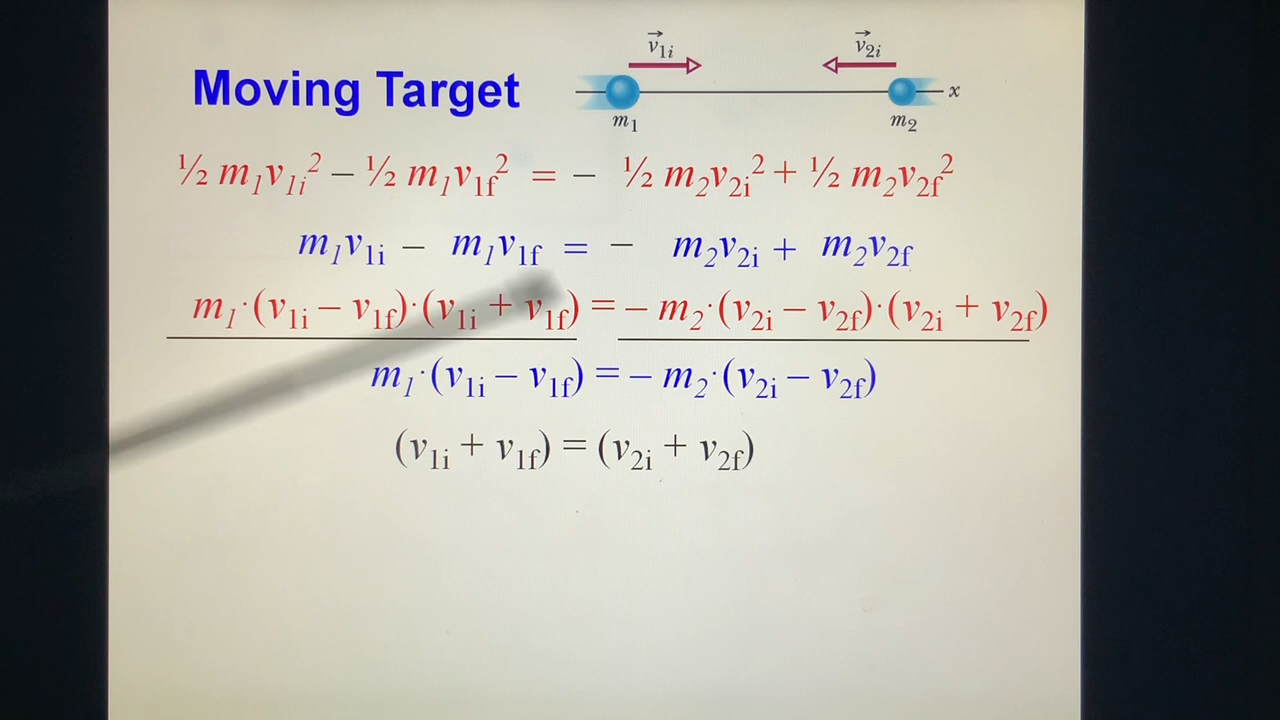 Moving Target
v⃗1i v⃗2i
x
m1 m2
½ m1v1i² – ½ m1v1f² = – ½ m2v2i² + ½ m2v2f²
m1v1i – m1v1f = – m2v2i + m2v2f
m1·(v1i – v1f)·(v1i + v1f) = – m2·(v2i – v2f)·(v2i + v2f)
m1·(v1i – v1f) = – m2·(v2i – v2f)
(v1i + v1f) = (v2i + v2f)